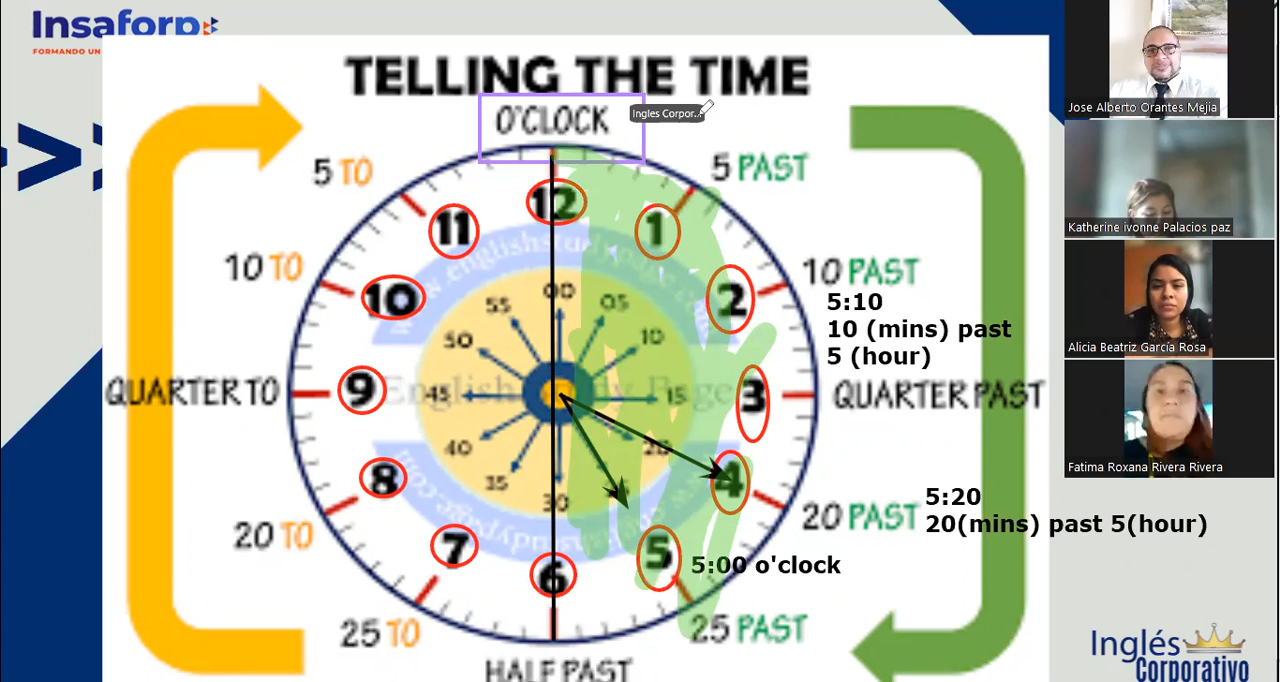 Insaforp
FORMANDO UN
TELLING THE TIME
O'CLOCK
Ingles Corpor...
5 TO
5 PAST
12
11
1
10 TO
10 PAST
10
2
5:10
10 (mins) past
5 (hour)
55
00
05
50
10
QUARTER TO
9
45
English Study Page
15
3
QUARTER PAST
40
20
35
30
8
4
20 TO
20 PAST
5:20
20(mins) past 5(hour)
7
6
5
5:00 o'clock
25 TO
25 PAST
HALF PAST
Jose Alberto Orantes Mejia
Katherine ivonne Palacios paz
Alicia Beatriz García Rosa
Fatima Roxana Rivera Rivera
Inglés
Corporativo